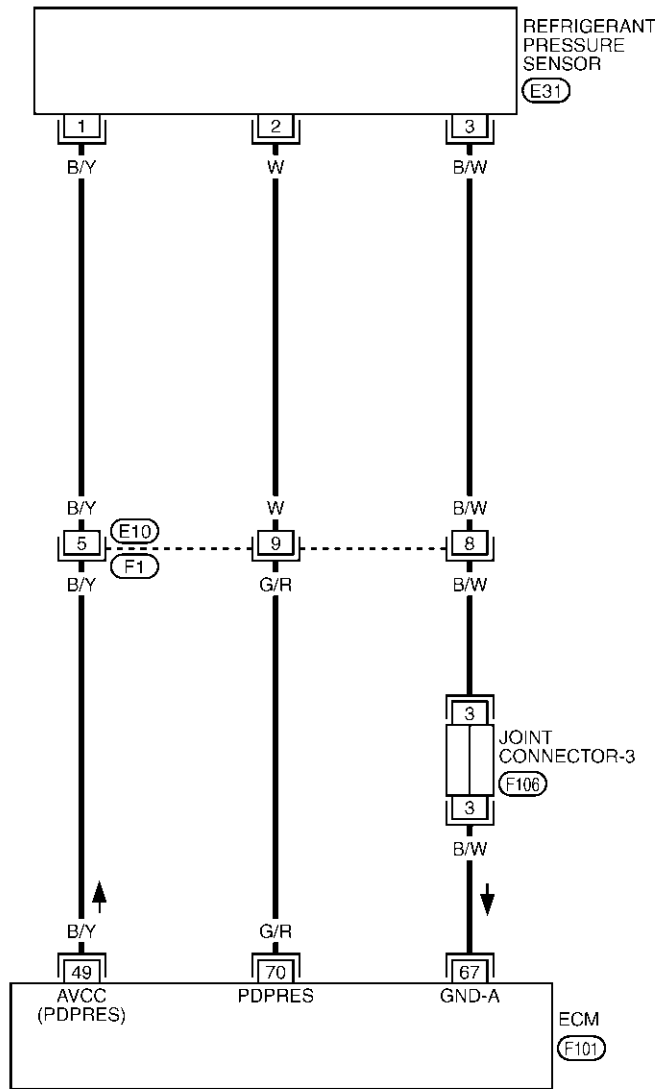 REFRIGERANT
PRESSURE
SENSOR
E31
1 2 3
B/Y W B/W
B/Y W B/W
5 E10 9 8
F1
B/Y G/R B/W
3
JOINT
CONNECTOR-3
F106
3
B/W
B/Y G/R
49 70 67
AVCC PDPRES GND-A
(PDPRES)
ECM
F101